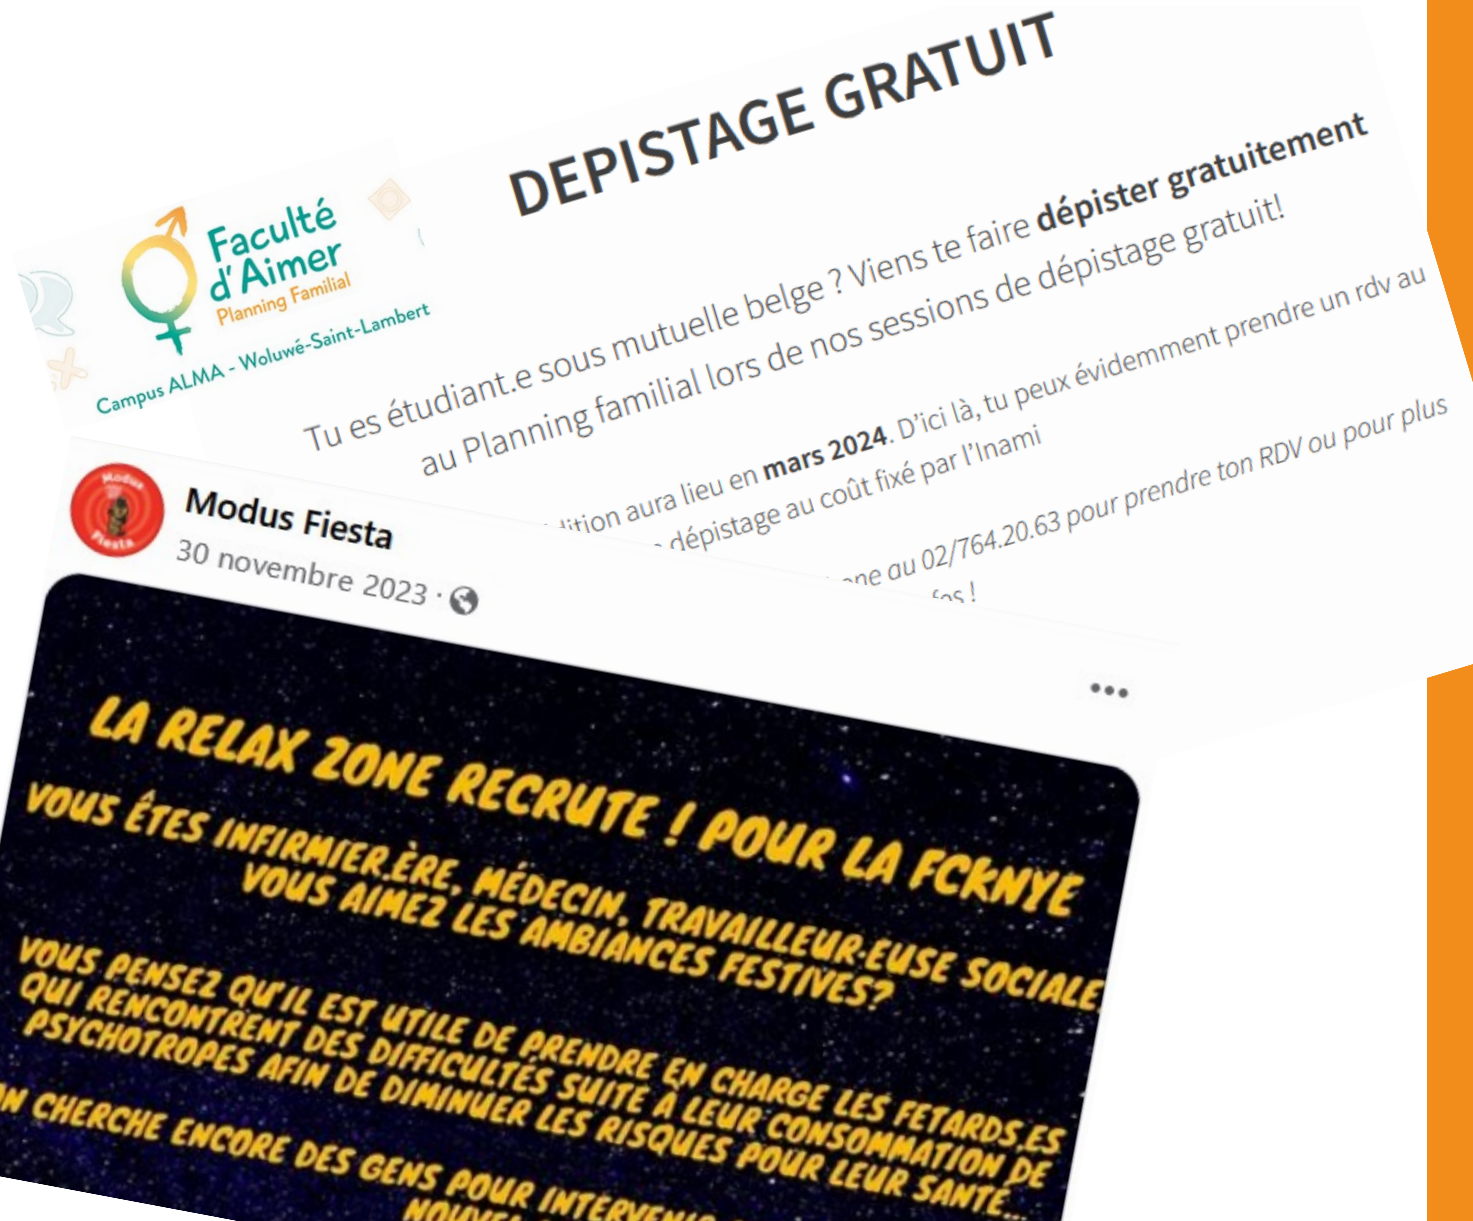 DEPISTAGE GRATUIT
Faculté
d'Aimer
Planning Familial
Campus ALMA - Woluwé-Saint-Lambert
Tu es étudiant.e sous mutuelle belge ? Viens te faire dépister gratuitement
au Planning familial lors de nos sessions de dépistage gratuit!
aura lieu en mars 2024. D'ici là, tu peux évidemment prendre un rdv au
dépistage au coût fixé par l'Inami
au 02/764.20.63 pour prendre ton RDV ou pour plus
!
Modus Fiesta
Modus Fiesta
30 novembre 2023 ·
LA RELAX ZONE RECRUTE ! POUR LA FCKNYE
VOUS ÊTES INFIRMIER.ÈRE, MÉDECIN, TRAVAILLEUR·EUSE SOCIALE,
VOUS AIMEZ LES AMBIANCES FESTIVES?
VOUS PENSEZ QU'IL EST UTILE DE PRENDRE EN CHARGE LES FETARDS.ES
QUI RENCONTRENT DES DIFFICULTÉS SUITE À LEUR CONSOMMATION DE
PSYCHOTROPES AFIN DE DIMINUER LES RISQUES POUR LEUR SANTÉ...
CHERCHE ENCORE DES GENS POUR